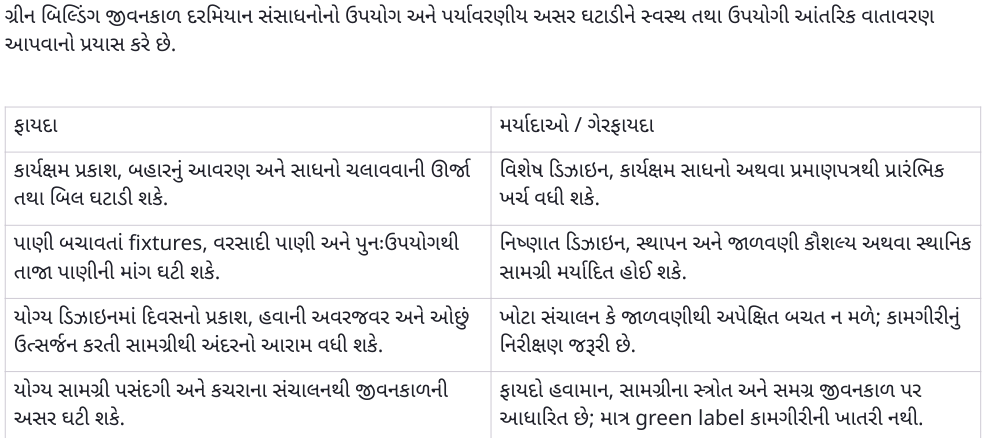 ગ્રીન બિલ્ડિંગ જીવનકાળ દરમિયાન સંસાધનોનો ઉપયોગ અને પર્યાવરણીય અસર ઘટાડીને સ્વસ્થ તથા ઉપયોગી આંતરિક વાતાવરણ
આપવાનો પ્રયાસ કરે છે.
ફાયદા
મર્યાદાઓ / ગેરફાયદા
કાર્યક્ષમ પ્રકાશ, બહારનું આવરણ અને સાધનો ચલાવવાની ઊર્જા
તથા બિલ ઘટાડી શકે.
વિશેષ ડિઝાઇન, કાર્યક્ષમ સાધનો અથવા પ્રમાણપત્રથી પ્રારંભિક
ખર્ચ વધી શકે.
પાણી બચાવતાં fixtures, વરસાદી પાણી અને પુનઃઉપયોગથી
તાજા પાણીની માંગ ઘટી શકે.
નિષ્ણાત ડિઝાઇન, સ્થાપન અને જાળવણી કૌશલ્ય અથવા સ્થાનિક
સામગ્રી મર્યાદિત હોઈ શકે.
યોગ્ય ડિઝાઇનમાં દિવસનો પ્રકાશ, હવાની અવરજવર અને ઓછું
ઉત્સર્જન કરતી સામગ્રીથી અંદરનો આરામ વધી શકે.
ખોટા સંચાલન કે જાળવણીથી અપેક્ષિત બચત ન મળે; કામગીરીનું
નિરીક્ષણ જરૂરી છે.
યોગ્ય સામગ્રી પસંદગી અને કચરાના સંચાલનથી જીવનકાળની
અસર ઘટી શકે.
ફાયદો હવામાન, સામગ્રીના સ્ત્રોત અને સમગ્ર જીવનકાળ પર
આધારિત છે; માત્ર green label કામગીરીની ખાતરી નથી.